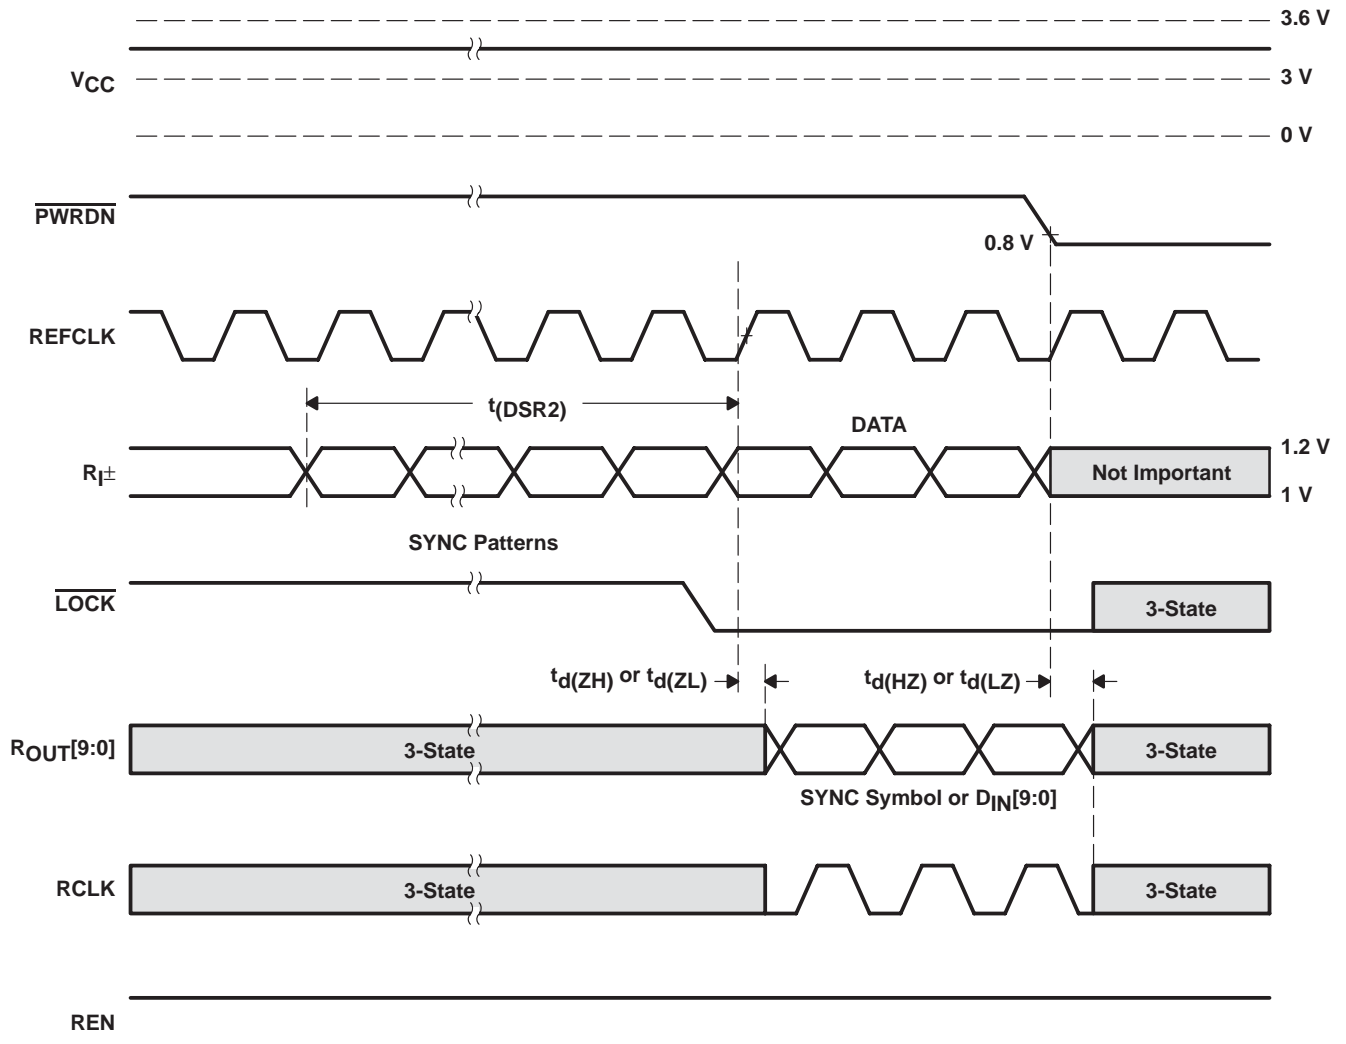 3.6 V
VCC
3 V
0 V
PWRDN
0.8 V
REFCLK
t(DSR2)
DATA
RI±
1.2 V
Not Important
1 V
SYNC Patterns
LOCK
3-State
td(ZH) or td(ZL)
td(HZ) or td(LZ)
ROUT[9:0]
3-State
3-State
SYNC Symbol or DIN[9:0]
RCLK
3-State
3-State
REN